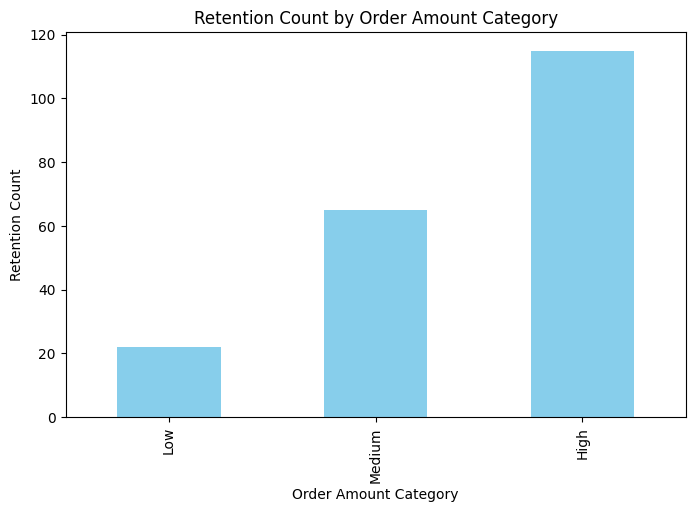 Retention Count by Order Amount Category
120
100
80
60
40
20
0
Retention Count
Low
Medium
High
Order Amount Category